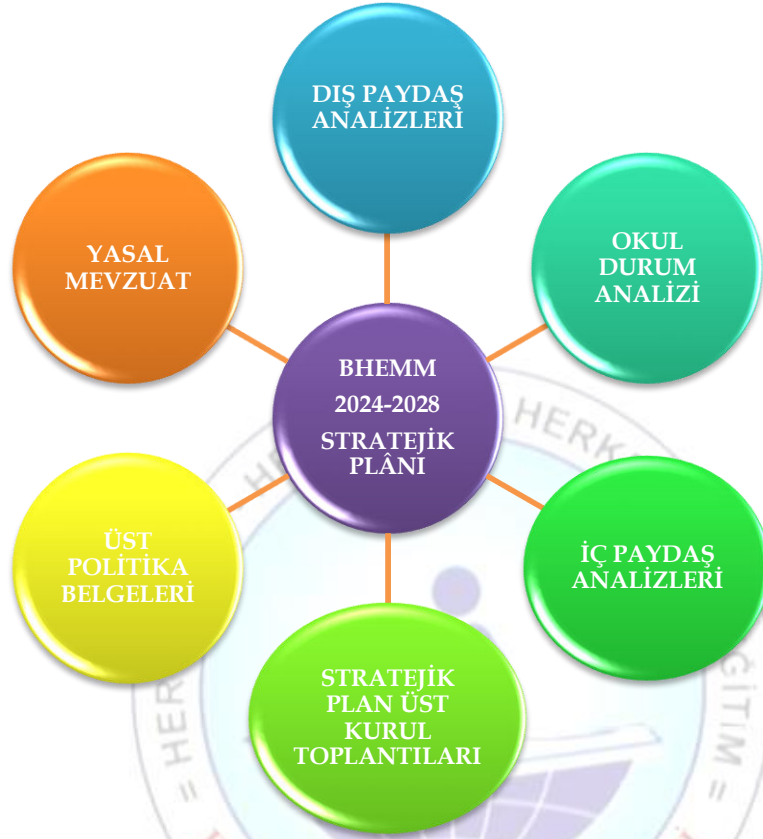 DIŞ PAYDAŞ
ANALİZLERİ
YASAL
MEVZUAT
OKUL
DURUM
ANALİZİ
BHEMM
2024-2028
STRATEJİK
PLÂNI
ÜST
POLİTİKA
BELGELERİ
İÇ PAYDAŞ
ANALİZLERİ
STRATEJİK
PLAN ÜST
KURUL
TOPLANTILARI